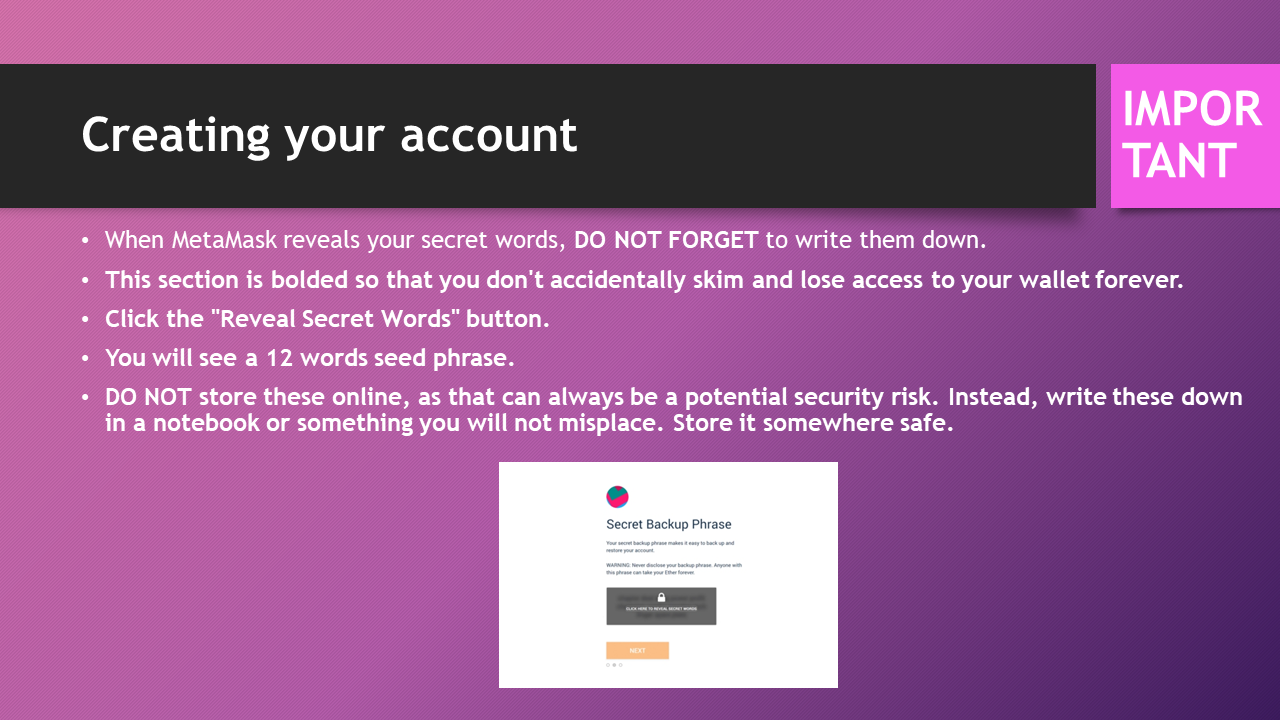 Creating your account
IMPOR
TANT
• When MetaMask reveals your secret words, DO NOT FORGET to write them down.
• This section is bolded so that you don't accidentally skim and lose access to your wallet forever.
• Click the "Reveal Secret Words" button.
• You will see a 12 words seed phrase.
• DO NOT store these online, as that can always be a potential security risk. Instead, write these down
in a notebook or something you will not misplace. Store it somewhere safe.
Secret Backup Phrase
Your secret backup phrase makes it easy to back up and
restore your account.
WARNING: Never disclose your backup phrase. Anyone with
this phrase can take your Ether forever.
CLICK HERE TO REVEAL SECRET WORDS
NEXT